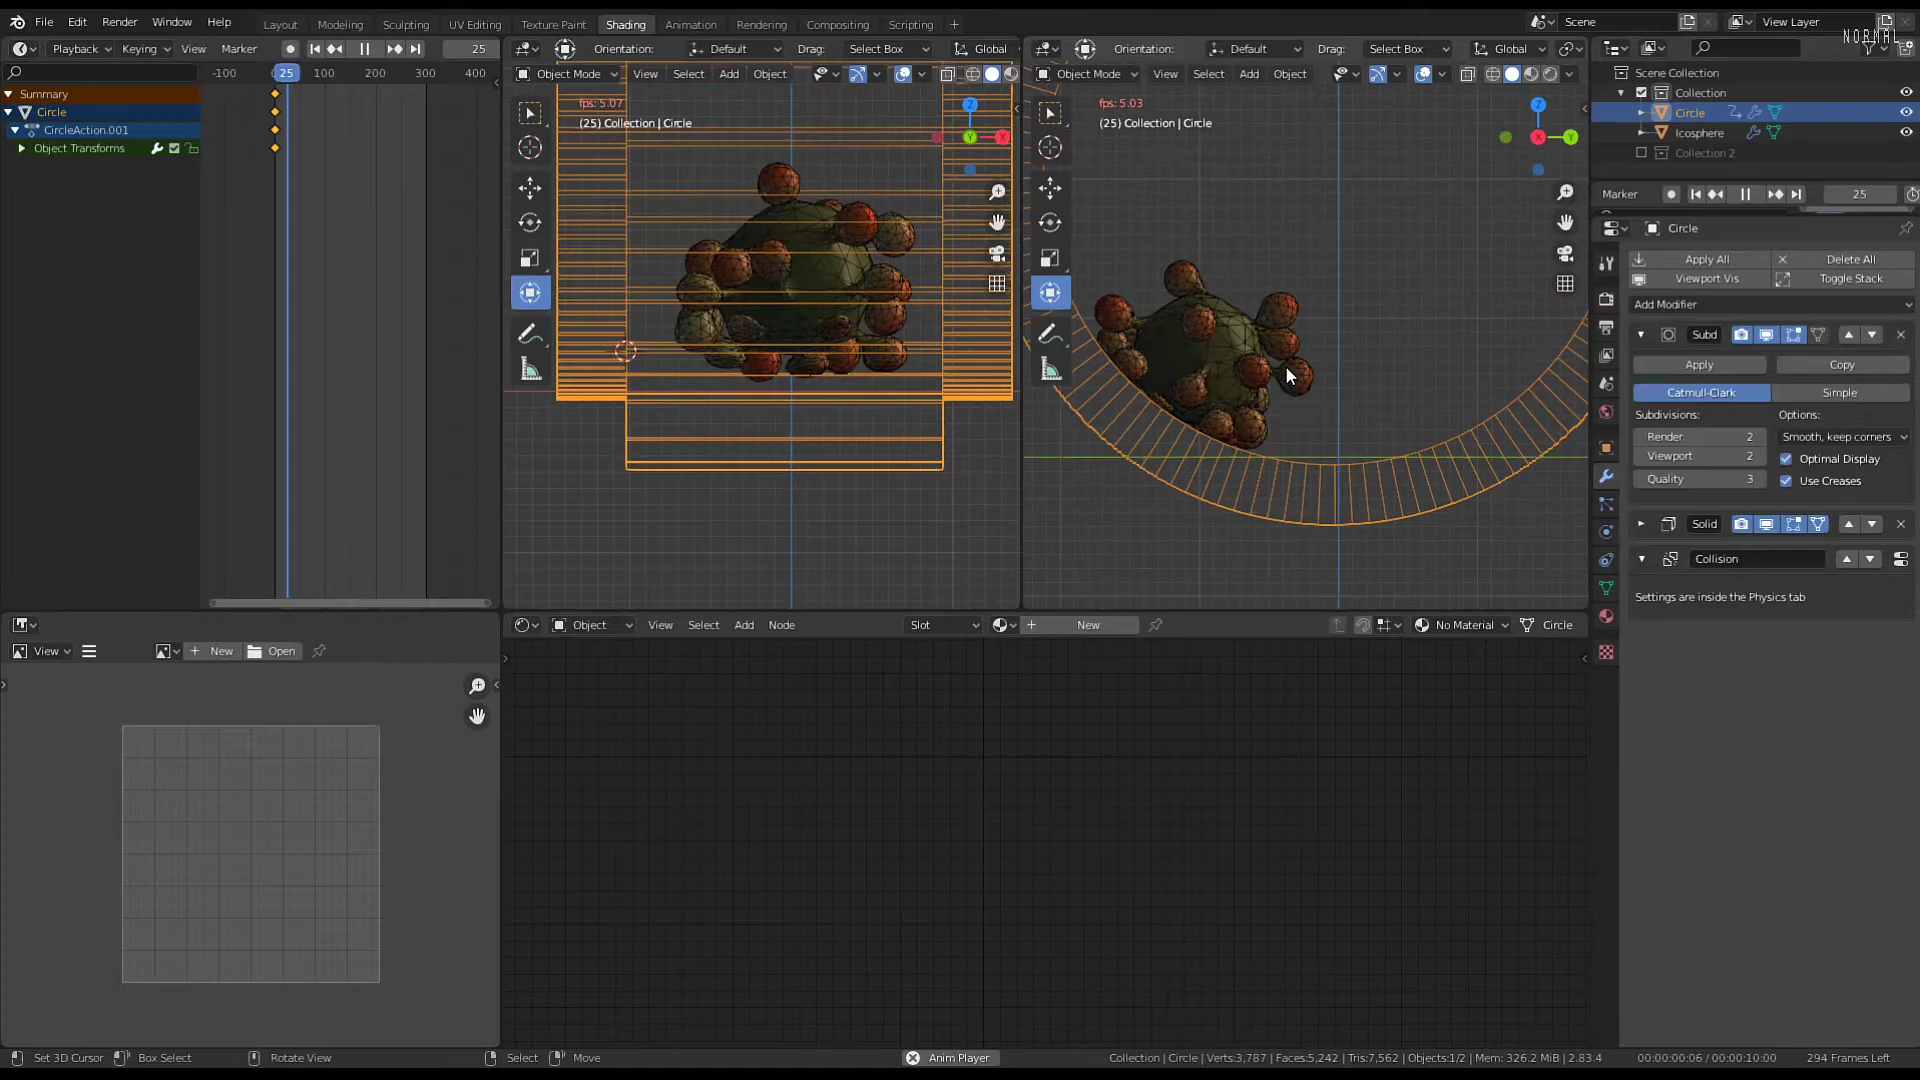 File Edit Render Window Help Layout Modeling Sculpting UV Editing Texture Paint Shading Animation Rendering Compositing Scripting + Scene View Layer
NORMAL
Playback Keying View Marker 25
Orientation: Default Drag: Select Box Global
Orientation: Default Drag: Select Box Global
-100 25 100 200 300 400
Object Mode View Select Add Object
Object Mode View Select Add Object
Summary
Circle
CircleAction.001
Object Transforms
fps: 5.07
(25) Collection | Circle
Z
Y
X
fps: 5.03
(25) Collection | Circle
Z
X
Y
Scene Collection
Collection
Circle
Icosphere
Collection 2
Marker 25
Circle
Apply All Delete All
Viewport Vis Toggle Stack
Add Modifier
Subd
Apply Copy
Catmull-Clark Simple
Subdivisions: Options:
Render 2 Smooth, keep corners
Viewport 2 Optimal Display
Quality 3 Use Creases
Solid
Collision
Settings are inside the Physics tab
Object View Select Add Node Slot New No Material Circle
View New Open
Set 3D Cursor Box Select Rotate View Select Move Anim Player Collection | Circle | Verts:3,787 | Faces:5,242 | Tris:7,562 | Objects:1/2 | Mem: 326.2 MiB | 2.83.4 00:00:00:06 / 00:00:10:00 294 Frames Left